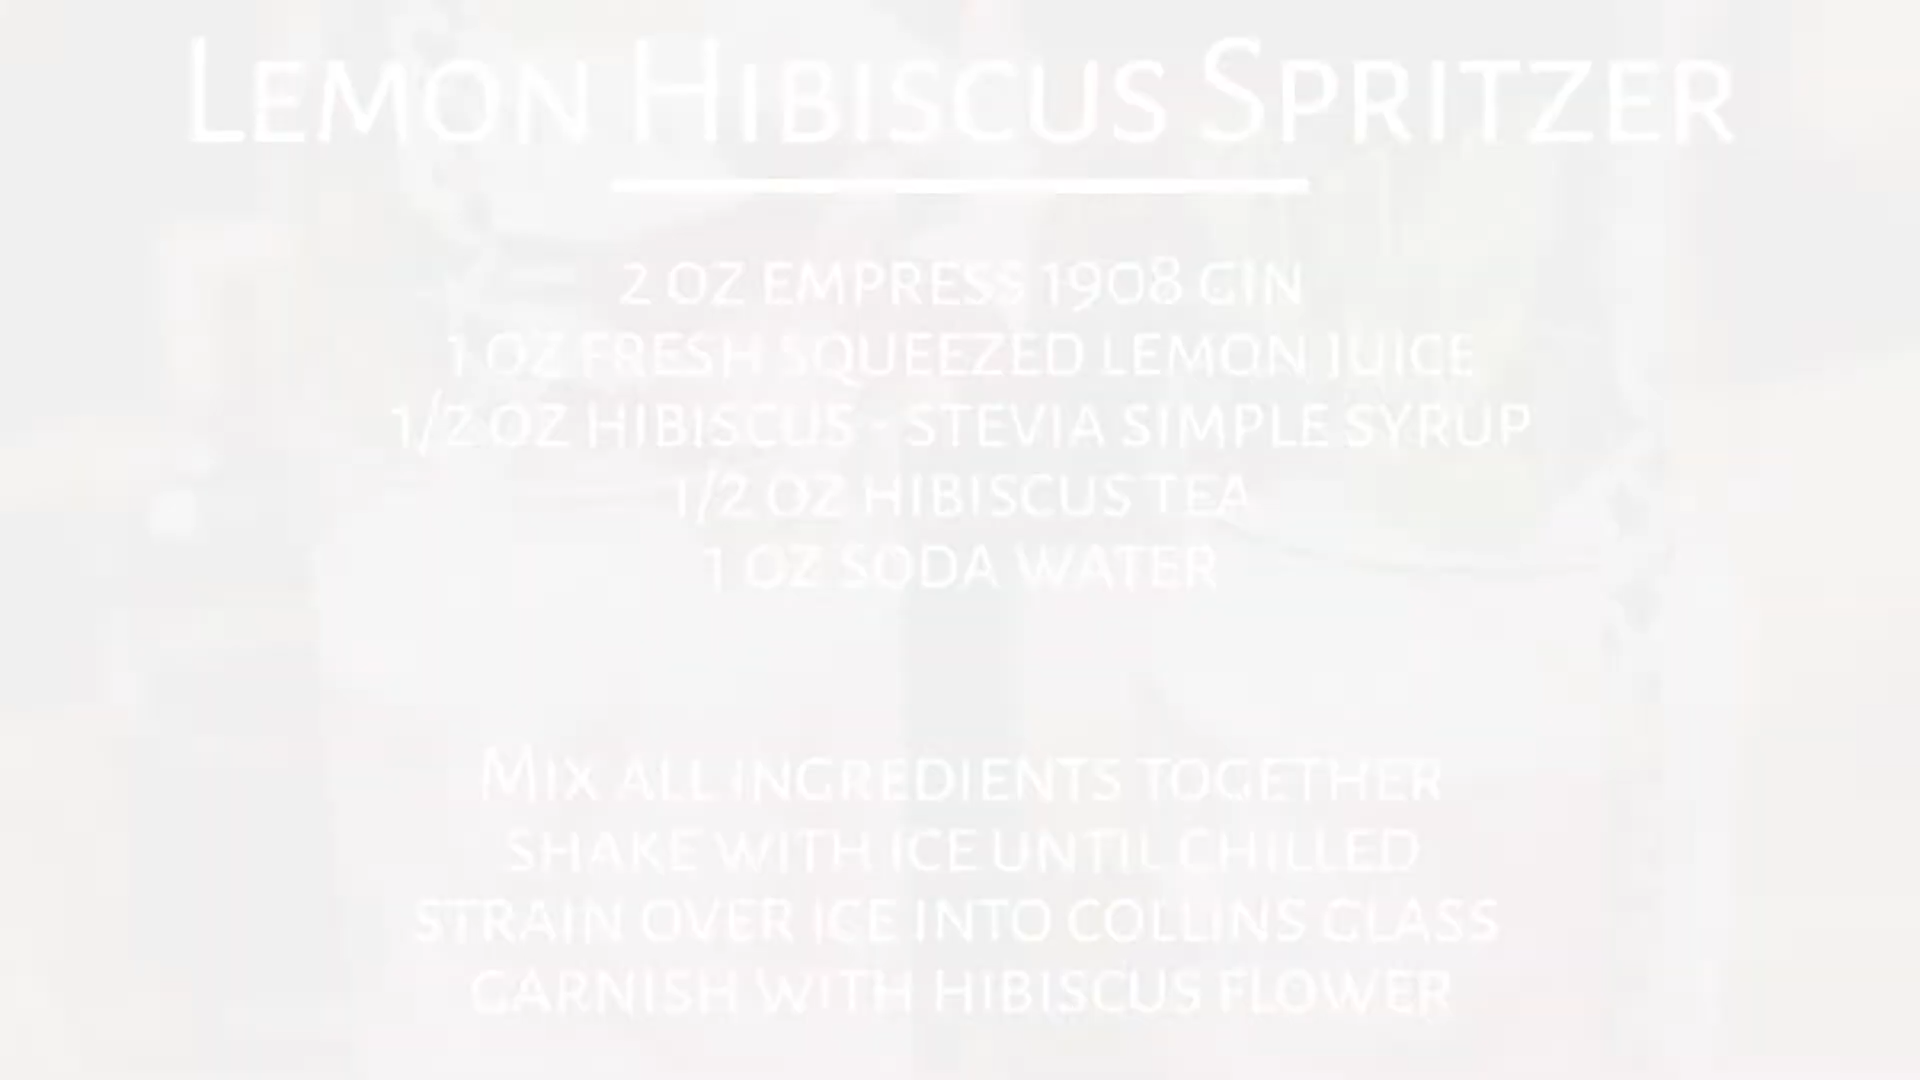 Lemon Hibiscus Spritzer
2 oz Empress 1908 Gin
1 oz fresh squeezed lemon juice
1/2 oz hibiscus - stevia simple syrup
1/2 oz hibiscus tea
1 oz soda water
Mix all ingredients together
shake with ice until chilled
strain over ice into collins glass
garnish with hibiscus flower